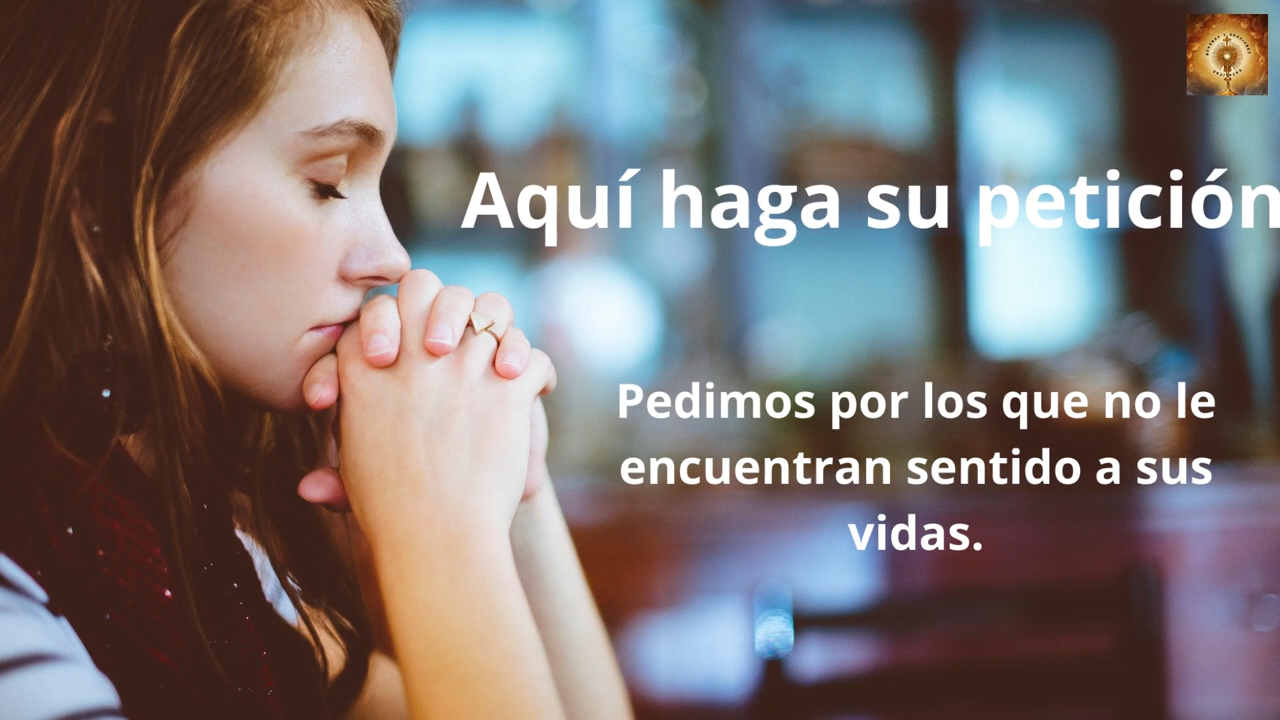 Aquí haga su petición
Pedimos por los que no le
encuentran sentido a sus
vidas.